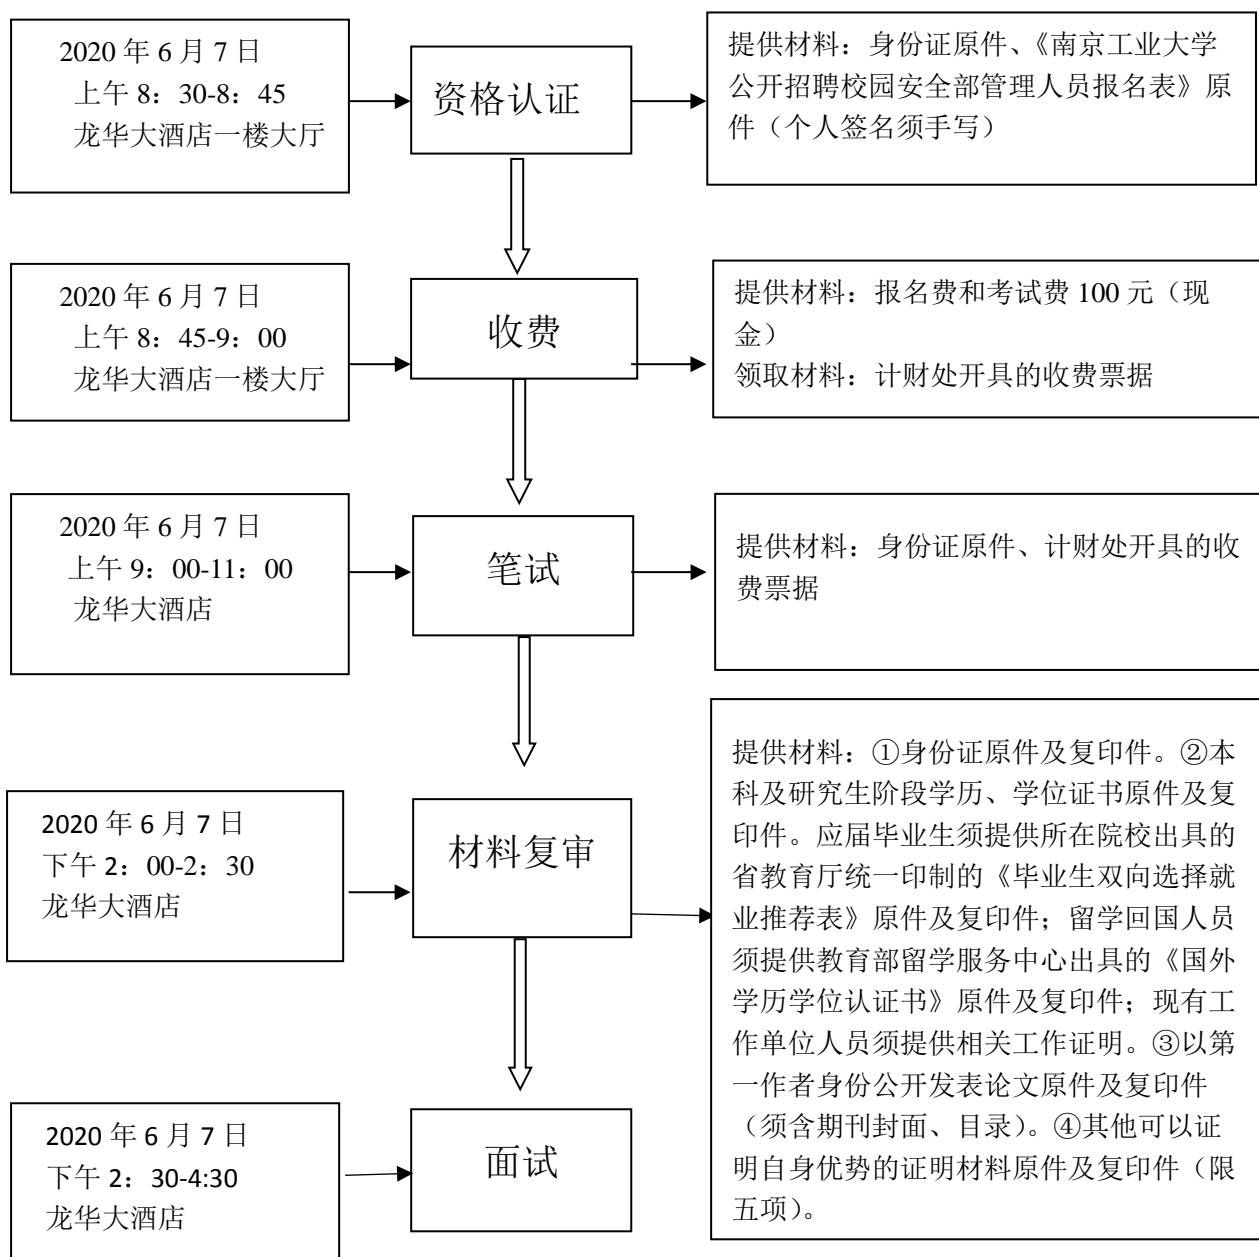 2020 年 6 月 7 日
上午 8：30-8：45
龙华大酒店一楼大厅
资格认证
提供材料：身份证原件、《南京工业大学
公开招聘校园安全部管理人员报名表》原
件（个人签名须手写）
2020 年 6 月 7 日
上午 8：45-9：00
龙华大酒店一楼大厅
收费
提供材料：报名费和考试费 100 元（现
金）
领取材料：计财处开具的收费票据
2020 年 6 月 7 日
上午 9：00-11：00
龙华大酒店
笔试
提供材料：身份证原件、计财处开具的收
费票据
2020 年 6 月 7 日
下午 2：00-2：30
龙华大酒店
材料复审
提供材料：①身份证原件及复印件。②本
科及研究生阶段学历、学位证书原件及复
印件。应届毕业生须提供所在院校出具的
省教育厅统一印制的《毕业生双向选择就
业推荐表》原件及复印件；留学回国人员
须提供教育部留学服务中心出具的《国外
学历学位认证书》原件及复印件；现有工
作单位人员须提供相关工作证明。③以第
一作者身份公开发表论文原件及复印件
（须含期刊封面、目录）。④其他可以证
明自身优势的证明材料原件及复印件（限
五项）。
2020 年 6 月 7 日
下午 2：30-4:30
龙华大酒店
面试